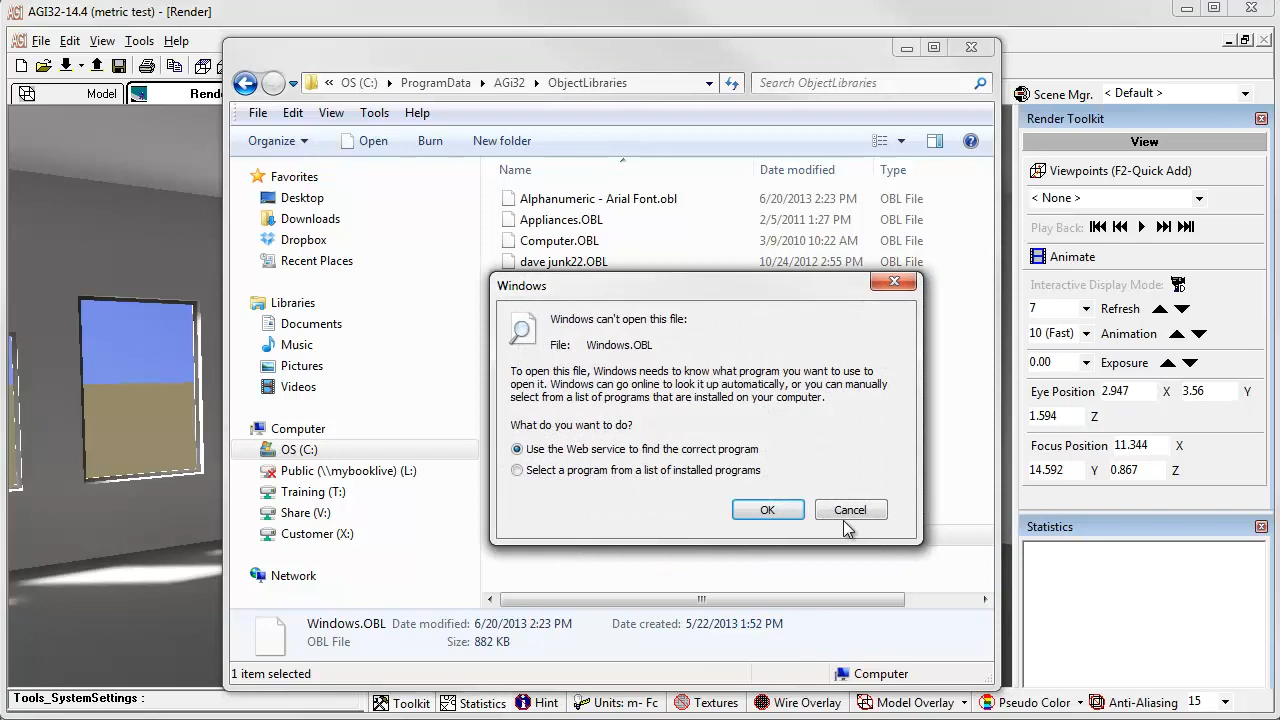 AGI AGI32-14.4 (metric test) - [Render]
AGI File Edit View Tools Help
Model
Rend
Scene Mgr. < Default >
« OS (C:) ProgramData AGi32 ObjectLibraries
Search ObjectLibraries
File Edit View Tools Help
Organize Open Burn New folder
Name Date modified Type
Favorites
Desktop
Downloads
Dropbox
Recent Places
Libraries
Documents
Music
Pictures
Videos
Computer
OS (C:)
Public (\\mybooklive) (L:)
Training (T:)
Share (V:)
Customer (X:)
Network
Alphanumeric - Arial Font.obl 6/20/2013 2:23 PM OBL File
Appliances.OBL 2/5/2011 1:27 PM OBL File
Computer.OBL 3/9/2010 10:22 AM OBL File
dave junk22.OBL 10/24/2012 2:55 PM OBL File
Windows
Windows can't open this file:
File: Windows.OBL
To open this file, Windows needs to know what program you want to use to
open it. Windows can go online to look it up automatically, or you can manually
select from a list of programs that are installed on your computer.
What do you want to do?
Use the Web service to find the correct program
Select a program from a list of installed programs
OK Cancel
Windows.OBL Date modified: 6/20/2013 2:23 PM Date created: 5/22/2013 1:52 PM
OBL File Size: 882 KB
1 item selected Computer
Render Toolkit
View
Viewpoints (F2-Quick Add)
< None >
Play Back:
Animate
Interactive Display Mode:
7 Refresh
10 (Fast) Animation
0.00 Exposure
Eye Position 2.947 X 3.56 Y
1.594 Z
Focus Position 11.344 X
14.592 Y 0.867 Z
Statistics
Tools_SystemSettings :
Toolkit Statistics Hint Units: m- Fc Textures Wire Overlay Model Overlay Pseudo Color Anti-Aliasing 15